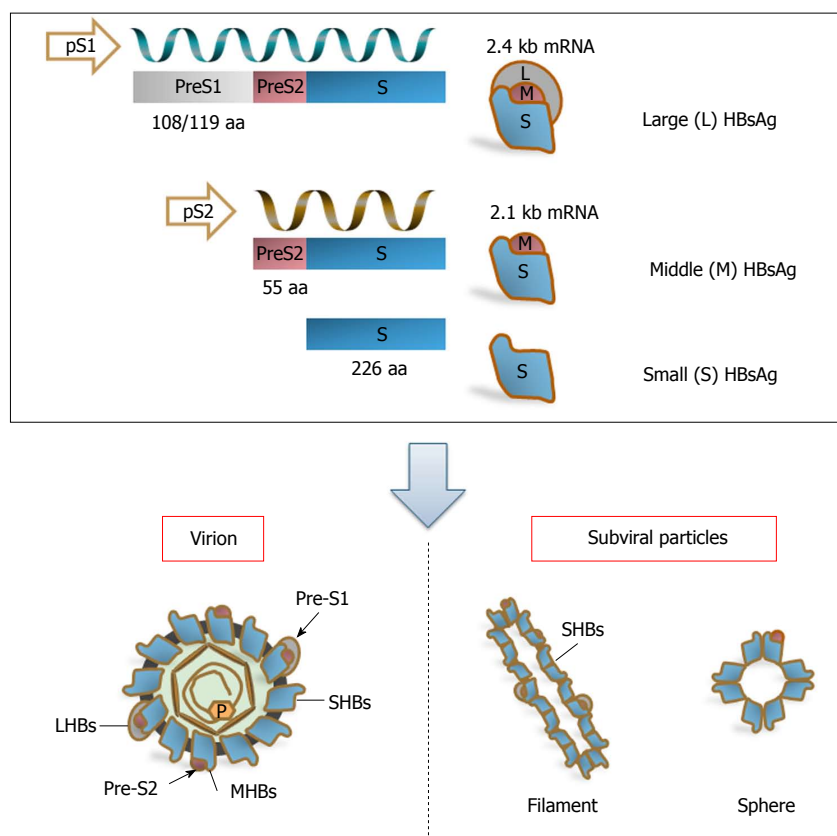 pS1
2.4 kb mRNA
PreS1 PreS2 S
L
M
S
108/119 aa
Large (L) HBsAg
pS2
2.1 kb mRNA
PreS2 S
M
S
55 aa
Middle (M) HBsAg
S
S
226 aa
Small (S) HBsAg
Virion
Subviral particles
Pre-S1
SHBs
P
SHBs
LHBs
Pre-S2
MHBs
Filament
Sphere